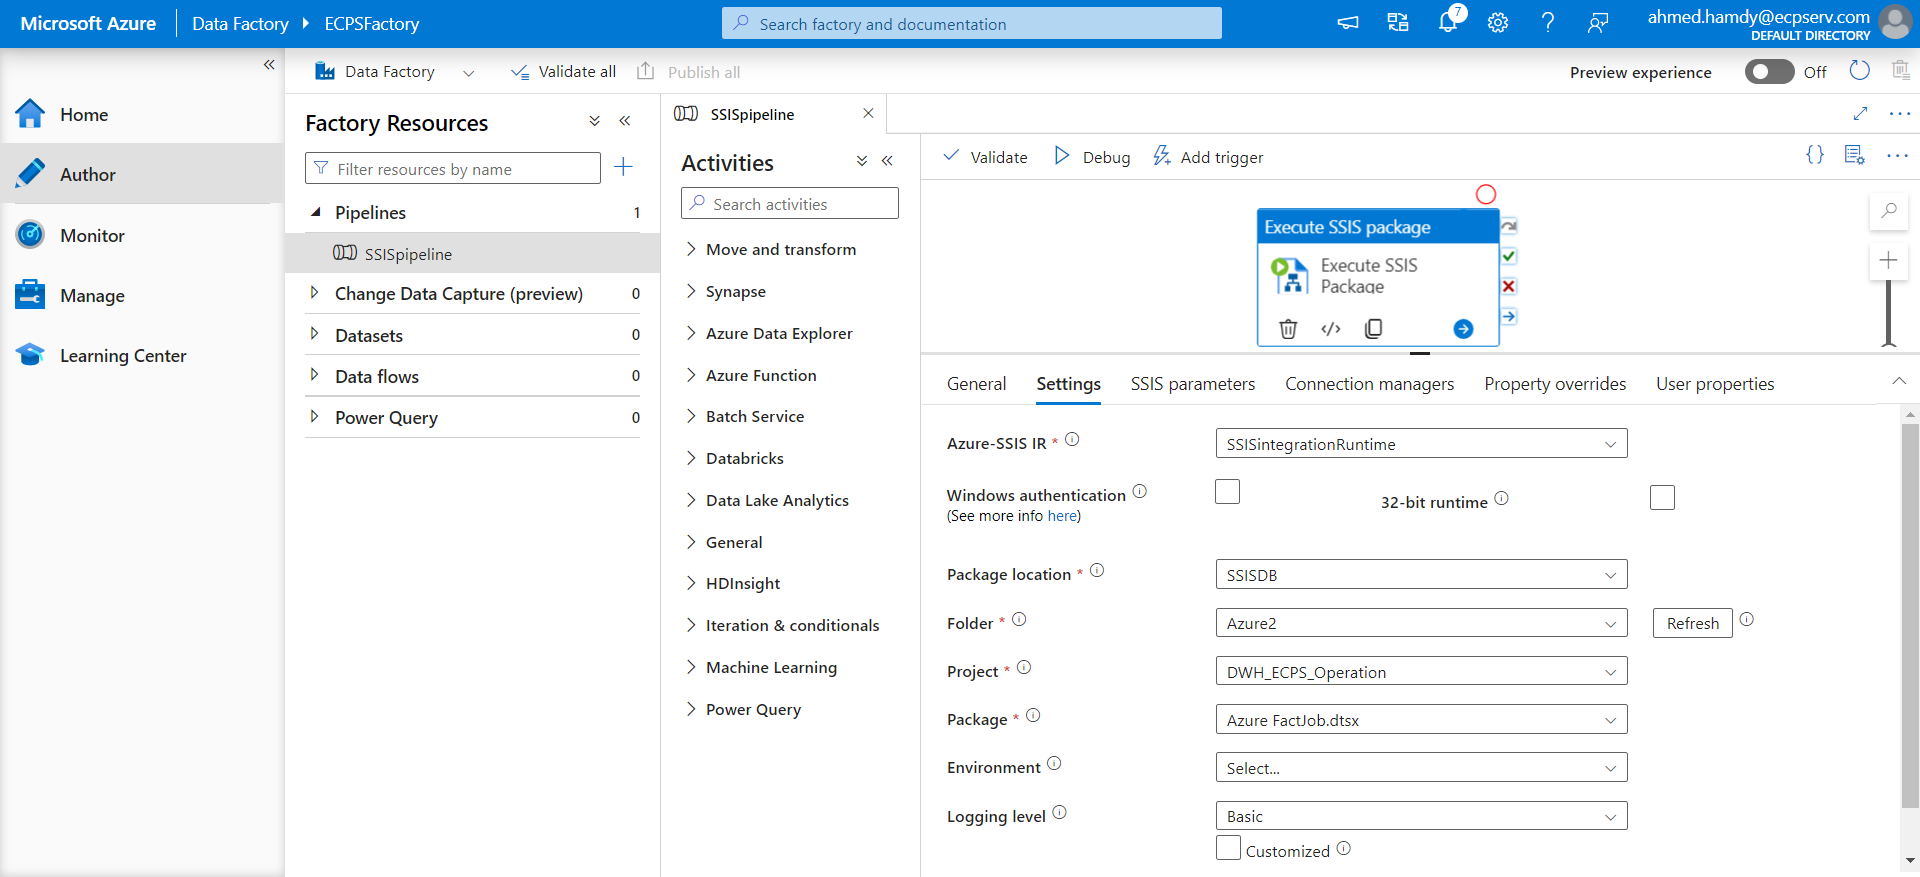 Microsoft Azure
Data Factory
ECPSFactory
Search factory and documentation
7
ahmed.hamdy@ecpserv.com
DEFAULT DIRECTORY
Home
Author
Monitor
Manage
Learning Center
Data Factory
Validate all
Publish all
Preview experience
Off
Factory Resources
Filter resources by name
Pipelines 1
SSISpipeline
Change Data Capture (preview) 0
Datasets 0
Data flows 0
Power Query 0
SSISpipeline
Activities
Search activities
Move and transform
Synapse
Azure Data Explorer
Azure Function
Batch Service
Databricks
Data Lake Analytics
General
HDInsight
Iteration & conditionals
Machine Learning
Power Query
Validate
Debug
Add trigger
Execute SSIS package
Execute SSIS
Package
General
Settings
SSIS parameters
Connection managers
Property overrides
User properties
Azure-SSIS IR * SSISintegrationRuntime
Windows authentication
(See more info here)
32-bit runtime
Package location * SSISDB
Folder * Azure2
Refresh
Project * DWH_ECPS_Operation
Package * Azure FactJob.dtsx
Environment Select...
Logging level Basic
Customized